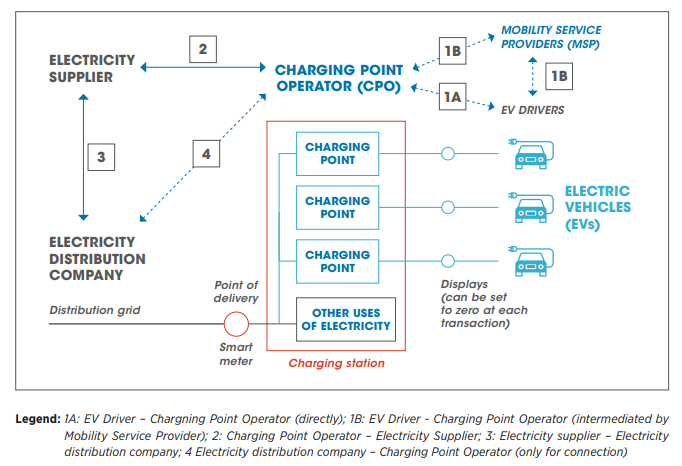 MOBILITY SERVICE
PROVIDERS (MSP)
1B
2
ELECTRICITY
SUPPLIER
CHARGING POINT
OPERATOR (CPO)
1B
1A
EV DRIVERS
3
4
CHARGING
POINT
CHARGING
POINT
ELECTRIC
VEHICLES
(EVs)
CHARGING
POINT
ELECTRICITY
DISTRIBUTION
COMPANY
Point of
delivery
Displays
(can be set
to zero at each
transaction)
Distribution grid
OTHER USES
OF ELECTRICITY
Smart
meter
Charging station
Legend: 1A: EV Driver – Chargning Point Operator (directly); 1B: EV Driver - Charging Point Operator (intermediated by
Mobility Service Provider); 2: Charging Point Operator – Electricity Supplier; 3: Electricity supplier – Electricity
distribution company; 4 Electricity distribution company – Charging Point Operator (only for connection)